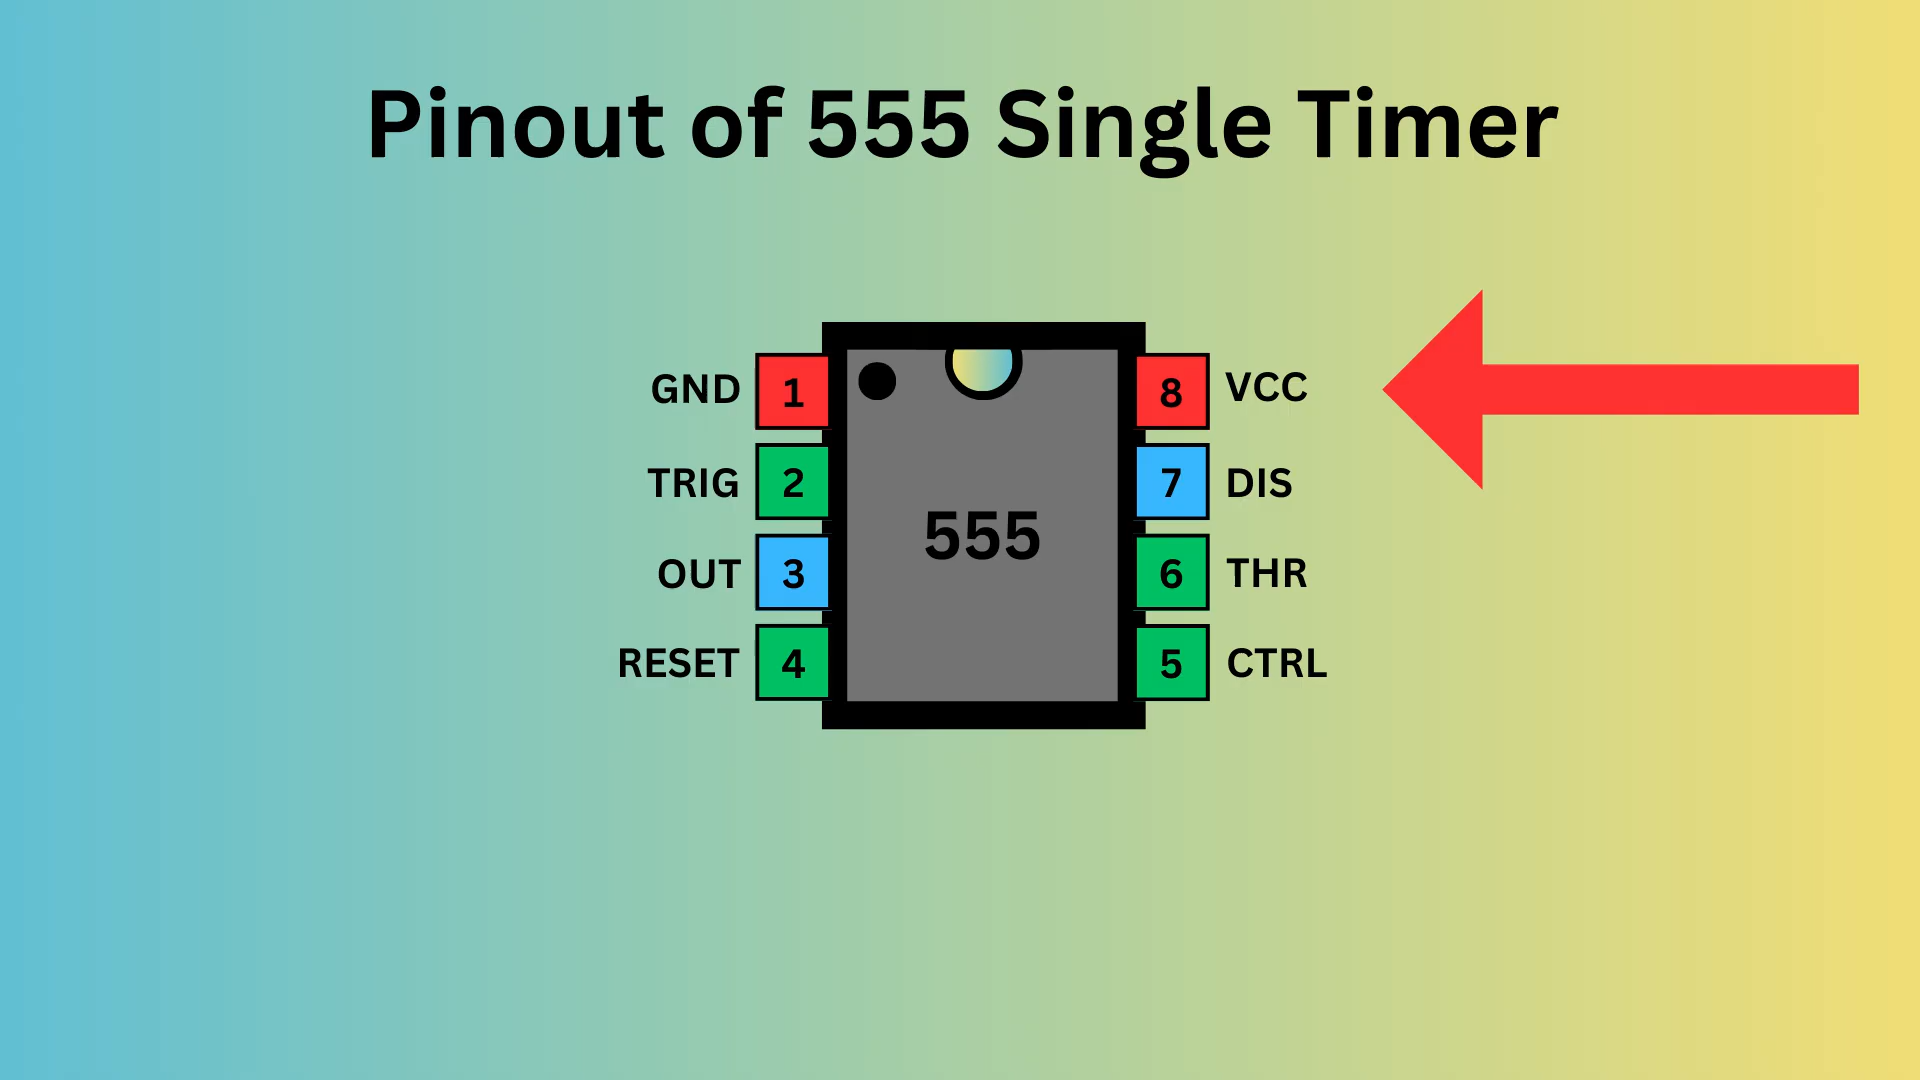 Pinout of 555 Single Timer
GND 1 8 VCC
TRIG 2 7 DIS
555
OUT 3 6 THR
RESET 4 5 CTRL